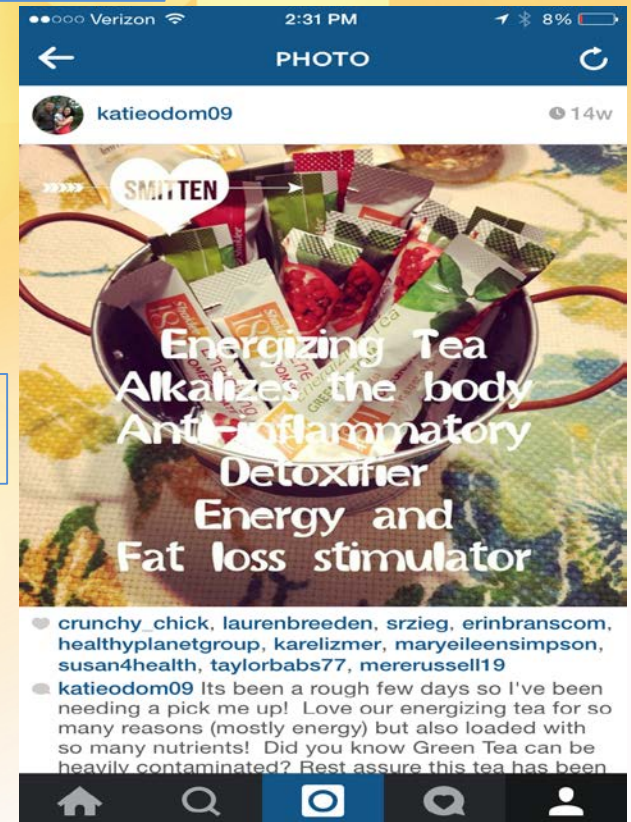 Verizon 2:31 PM 8%
PHOTO
katieodom09 14w
SMITTEN
Energizing Tea
Alkalizes the body
Anti-inflammatory
Detoxifier
Energy and
Fat loss stimulator
crunchy_chick, laurenbreeden, srzieg, erinbranscom,
healthyplanetgroup, karelizmer, maryeileensimpson,
susan4health, taylorbabs77, mererussell19
katieodom09 Its been a rough few days so I've been
needing a pick me up! Love our energizing tea for so
many reasons (mostly energy) but also loaded with
so many nutrients! Did you know Green Tea can be
heavily contaminated? Rest assure this tea has been